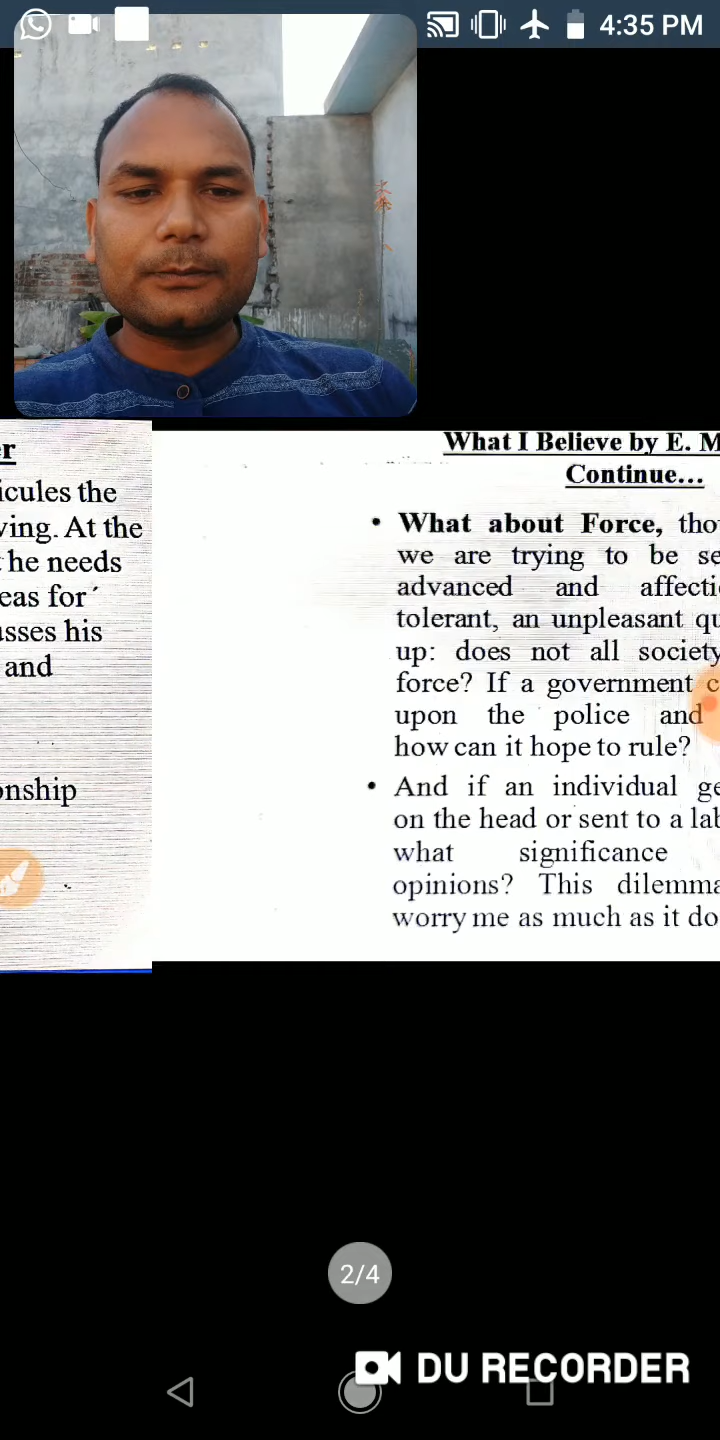 4:35 PM
er
icules the
ving. At the
he needs
eas for
asses his
and
onship
What I Believe by E. M
Continue...
• What about Force, tho
we are trying to be se
advanced and affecti
tolerant, an unpleasant qu
up: does not all society
force? If a government c
upon the police and
how can it hope to rule?
• And if an individual ge
on the head or sent to a lab
what significance
opinions? This dilemma
worry me as much as it do
2/4
DU RECORDER